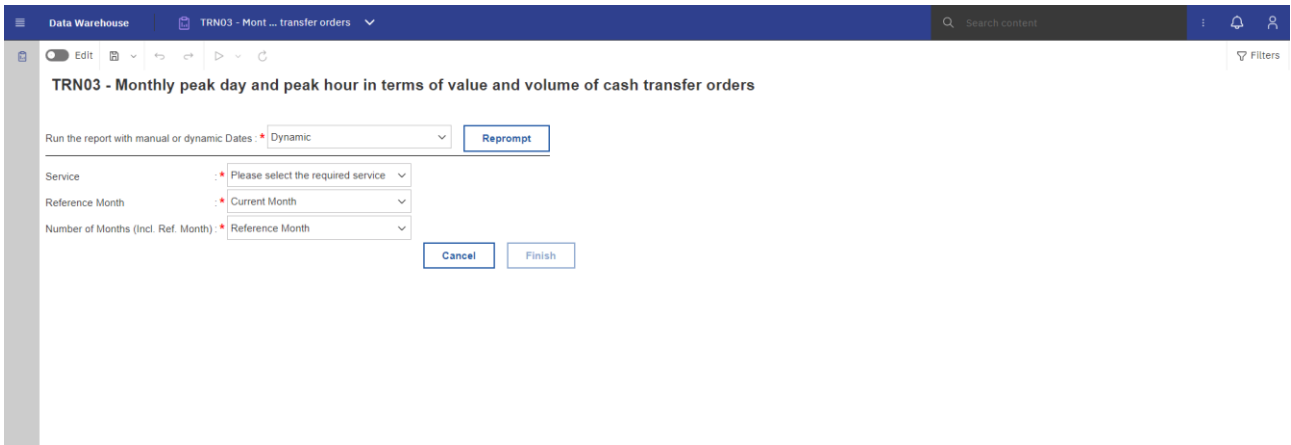 Data Warehouse TRN03 - Mont ... transfer orders Search content
Edit Filters
TRN03 - Monthly peak day and peak hour in terms of value and volume of cash transfer orders
Run the report with manual or dynamic Dates : * Dynamic Reprompt
Service : * Please select the required service
Reference Month : * Current Month
Number of Months (Incl. Ref. Month) : * Reference Month
Cancel Finish